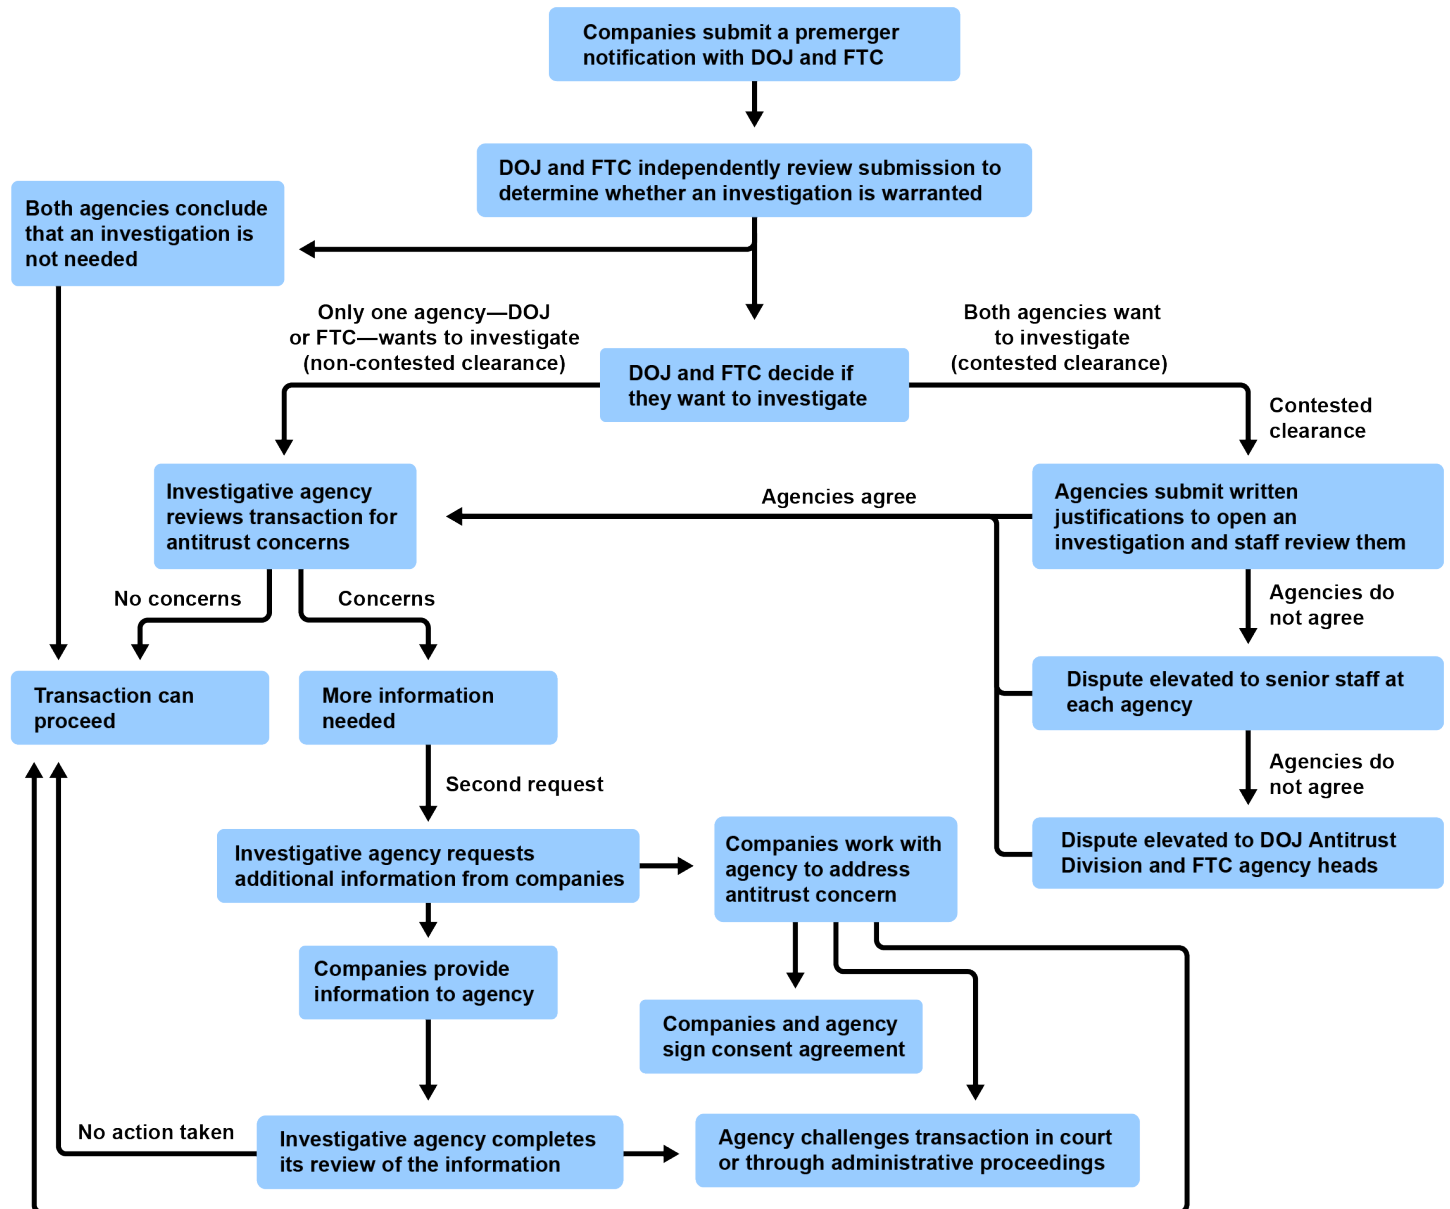 Companies submit a premerger
notification with DOJ and FTC
DOJ and FTC independently review submission to
determine whether an investigation is warranted
Both agencies conclude
that an investigation is
not needed
Only one agency—DOJ
or FTC—wants to investigate
(non-contested clearance)
Both agencies want
to investigate
(contested clearance)
DOJ and FTC decide if
they want to investigate
Contested
clearance
Investigative agency
reviews transaction for
antitrust concerns
Agencies agree
Agencies submit written
justifications to open an
investigation and staff review them
No concerns
Concerns
Agencies do
not agree
Transaction can
proceed
More information
needed
Dispute elevated to senior staff at
each agency
Second request
Agencies do
not agree
Investigative agency requests
additional information from companies
Companies work with
agency to address
antitrust concern
Dispute elevated to DOJ Antitrust
Division and FTC agency heads
Companies provide
information to agency
Companies and agency
sign consent agreement
No action taken
Investigative agency completes
its review of the information
Agency challenges transaction in court
or through administrative proceedings